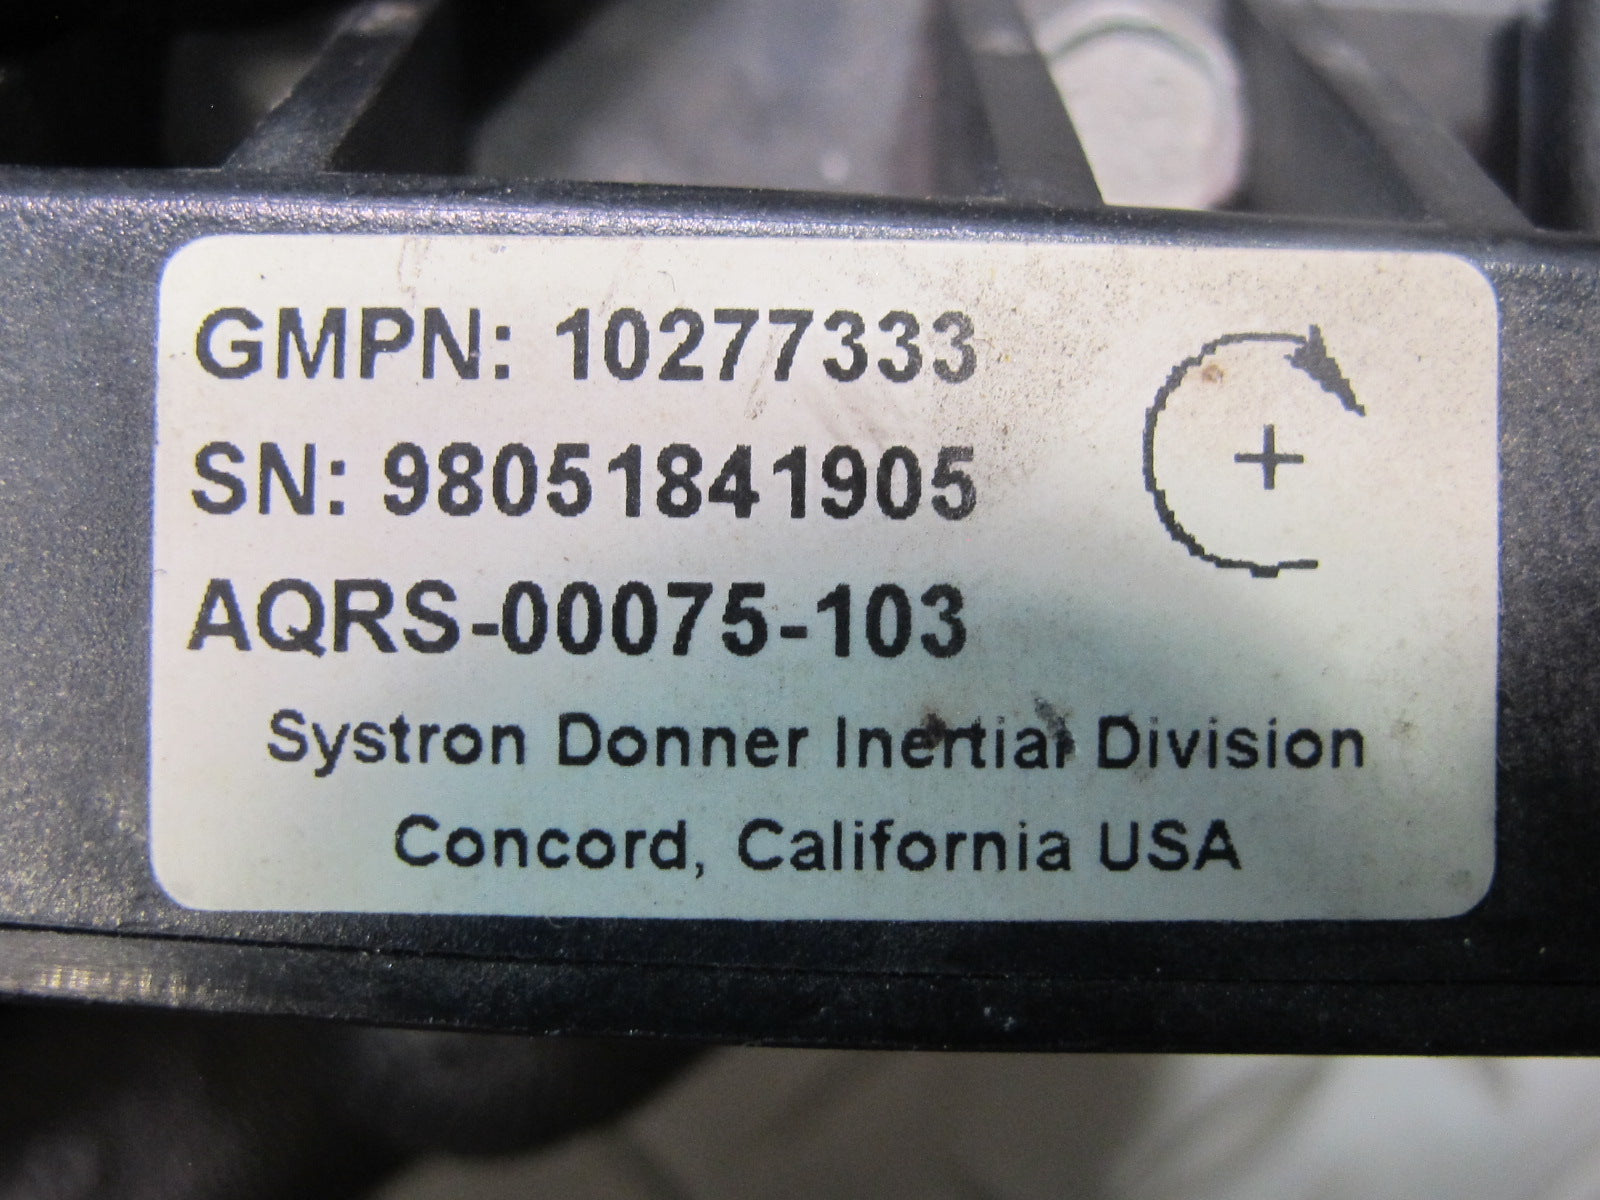 GMPN: 10277333
SN: 98051841905
AQRS-00075-103
Systron Donner Inertial Division
Concord, California USA